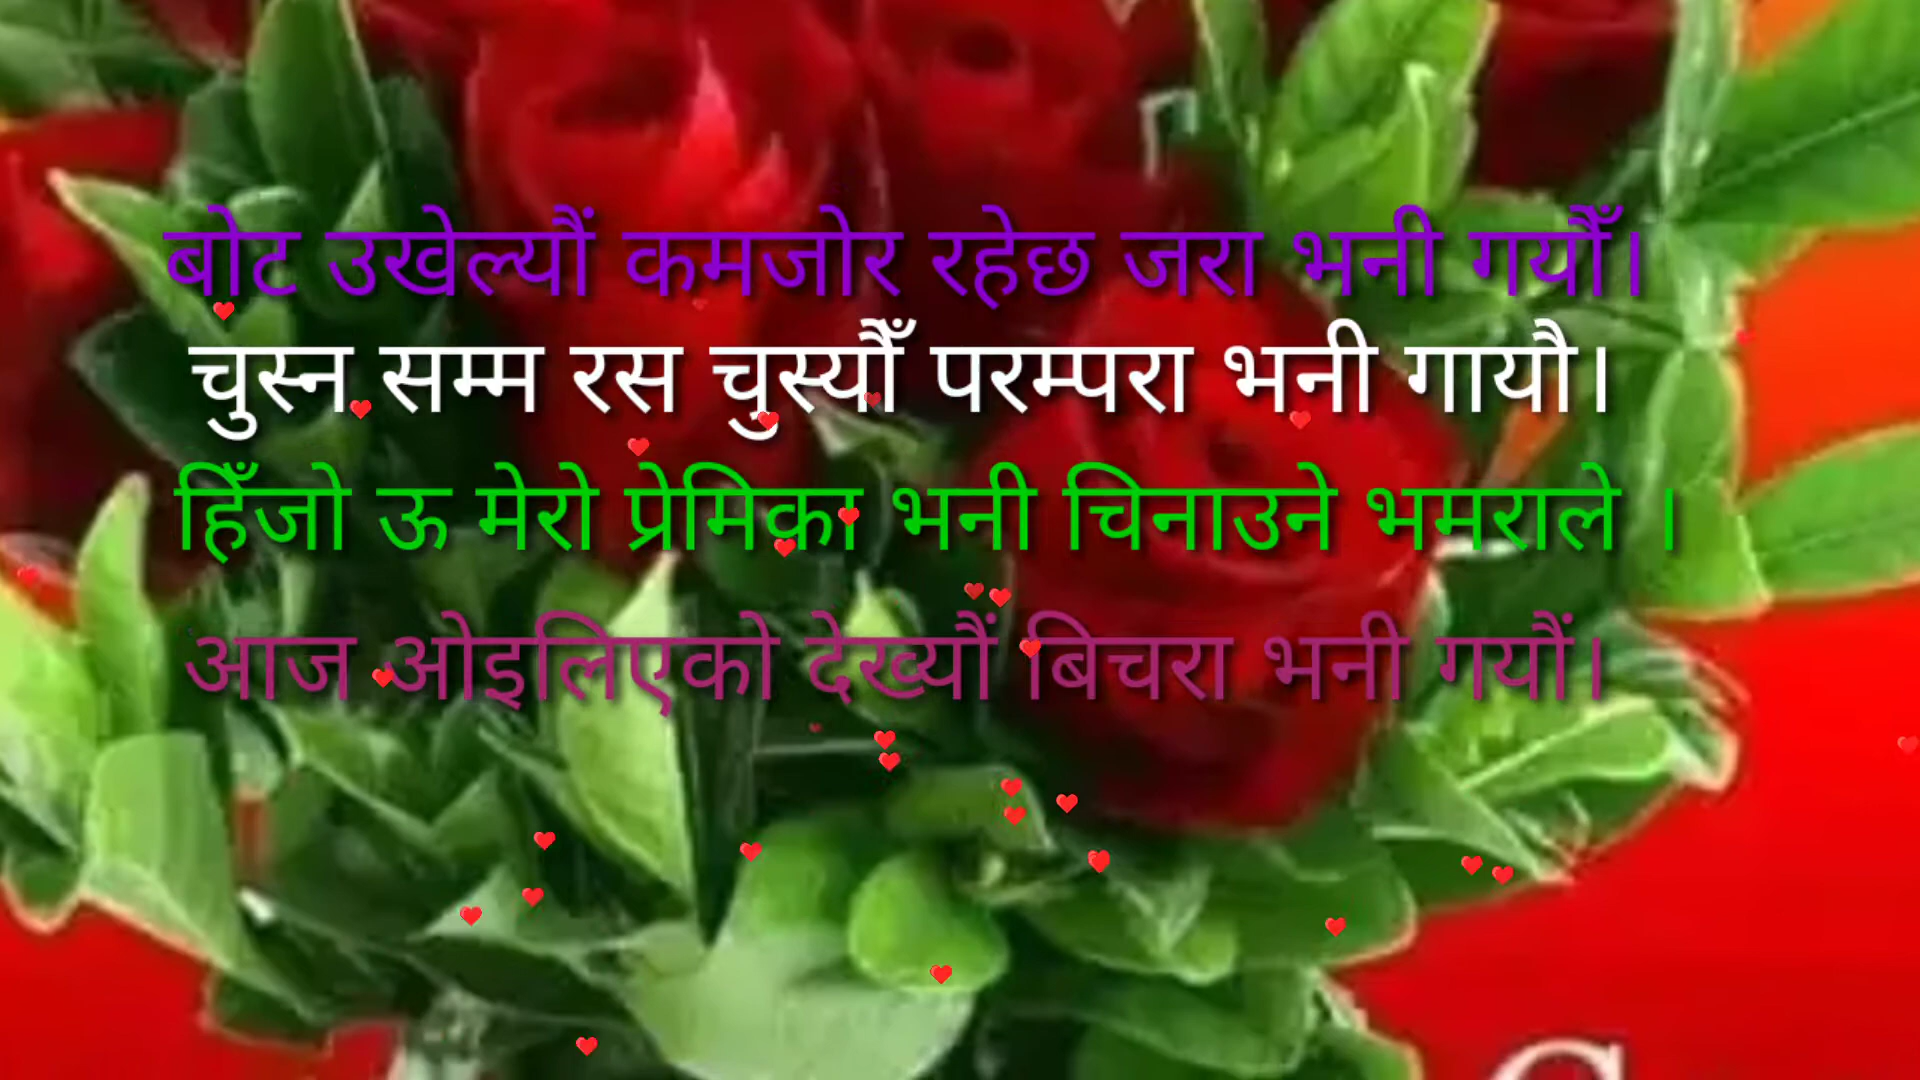 बोट उखेल्यौं कमजोर रहेछ जरा भनी गयौँ।
चुस्न सम्म रस चुस्यौँ परम्परा भनी गायौ।
हिँजो ऊ मेरो प्रेमिका भनी चिनाउने भमराले ।
आज ओइलिएको देख्यौं बिचरा भनी गयौं।